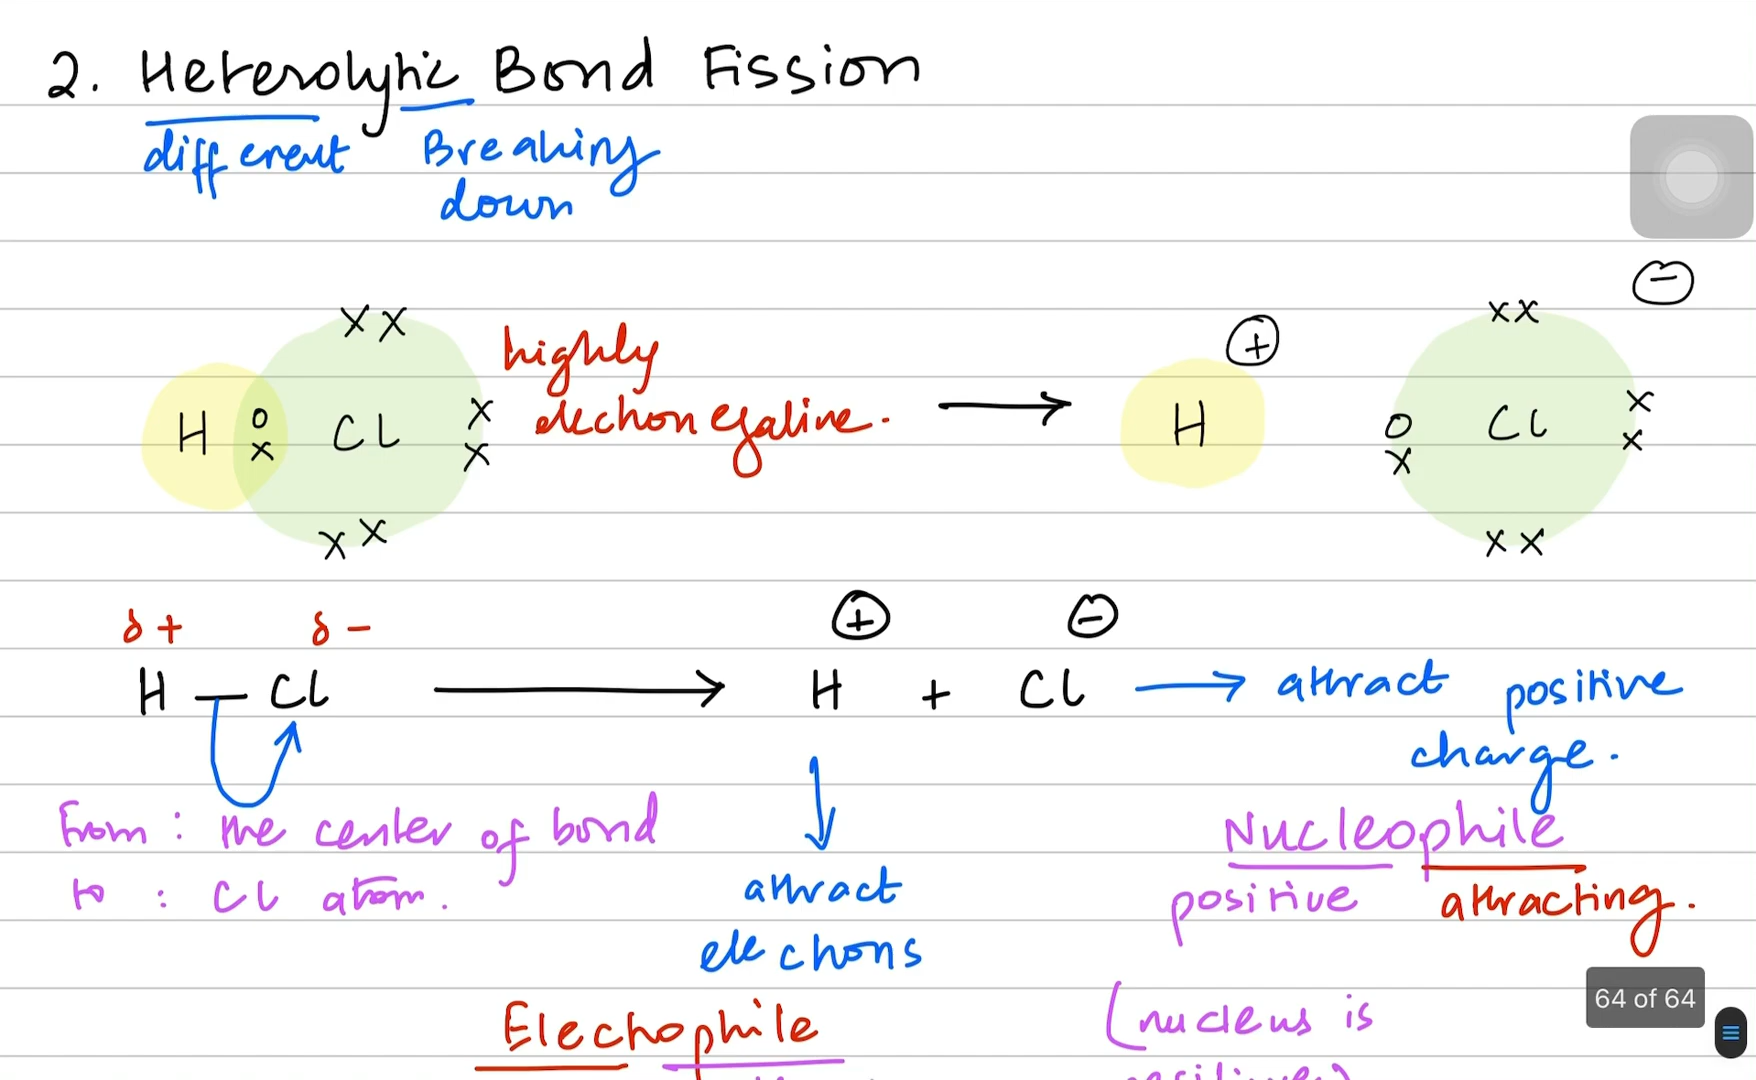 2. Heterolytic Bond Fission
different Breaking
down
xx xx
highly
H o x Cl x x electronegative. → H ⊕ o x Cl x x ⊖
xx xx
δ+ δ- ⊕ ⊖
H — Cl → H + Cl → attract positive
charge.
From : the center of bond
to : Cl atom.
Nucleophile
positive attracting.
attract
electrons
Electrophile
(nucleus is
positive)
64 of 64